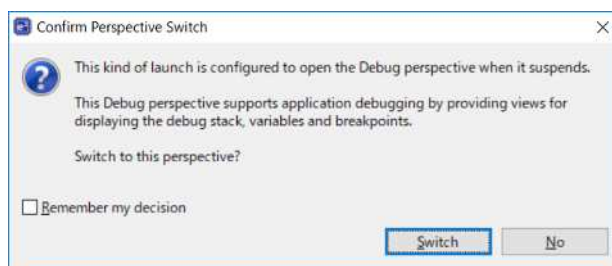 Confirm Perspective Switch
This kind of launch is configured to open the Debug perspective when it suspends.
This Debug perspective supports application debugging by providing views for
displaying the debug stack, variables and breakpoints.
Switch to this perspective?
Remember my decision
Switch
No